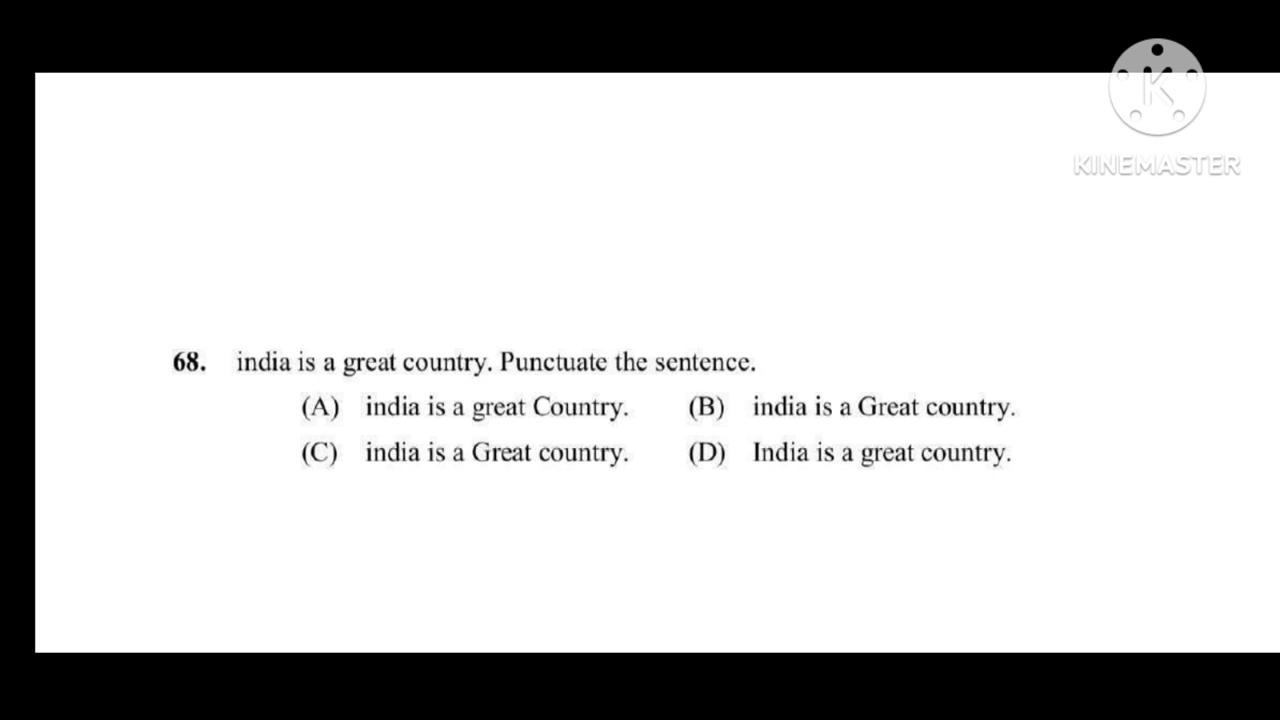 KINEMASTER
68. india is a great country. Punctuate the sentence.
(A) india is a great Country. (B) india is a Great country.
(C) india is a Great country. (D) India is a great country.